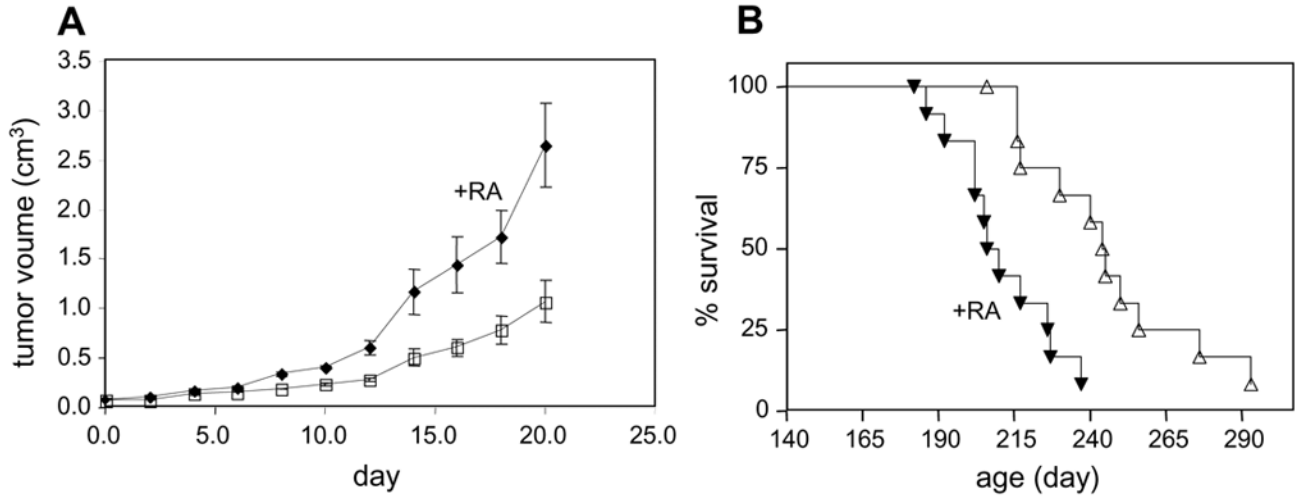 A
3.5
3.0
2.5
2.0
1.5
1.0
0.5
0.0
tumor voume (cm³)
+RA
0.0 5.0 10.0 15.0 20.0 25.0
day
B
100
75
50
25
0
% survival
+RA
140 165 190 215 240 265 290
age (day)